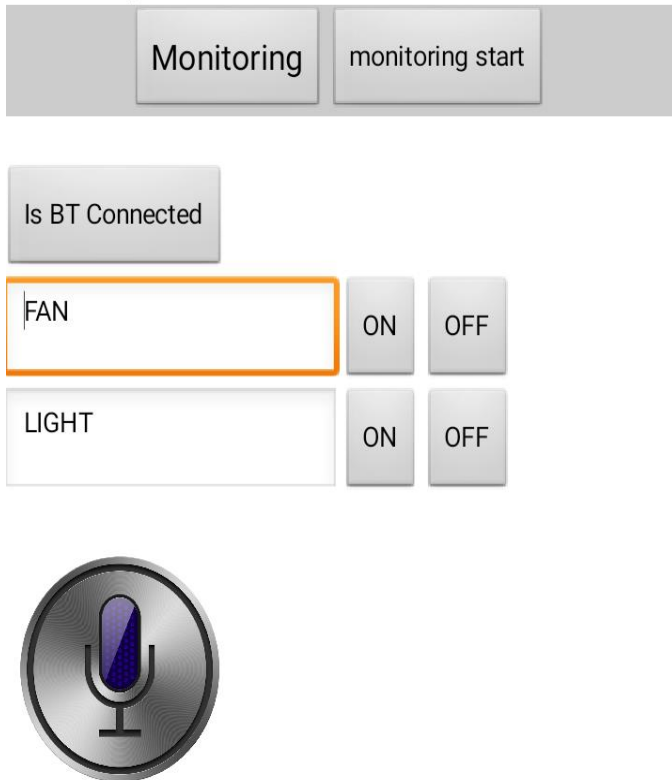 Monitoring monitoring start
Is BT Connected
FAN ON OFF
LIGHT ON OFF